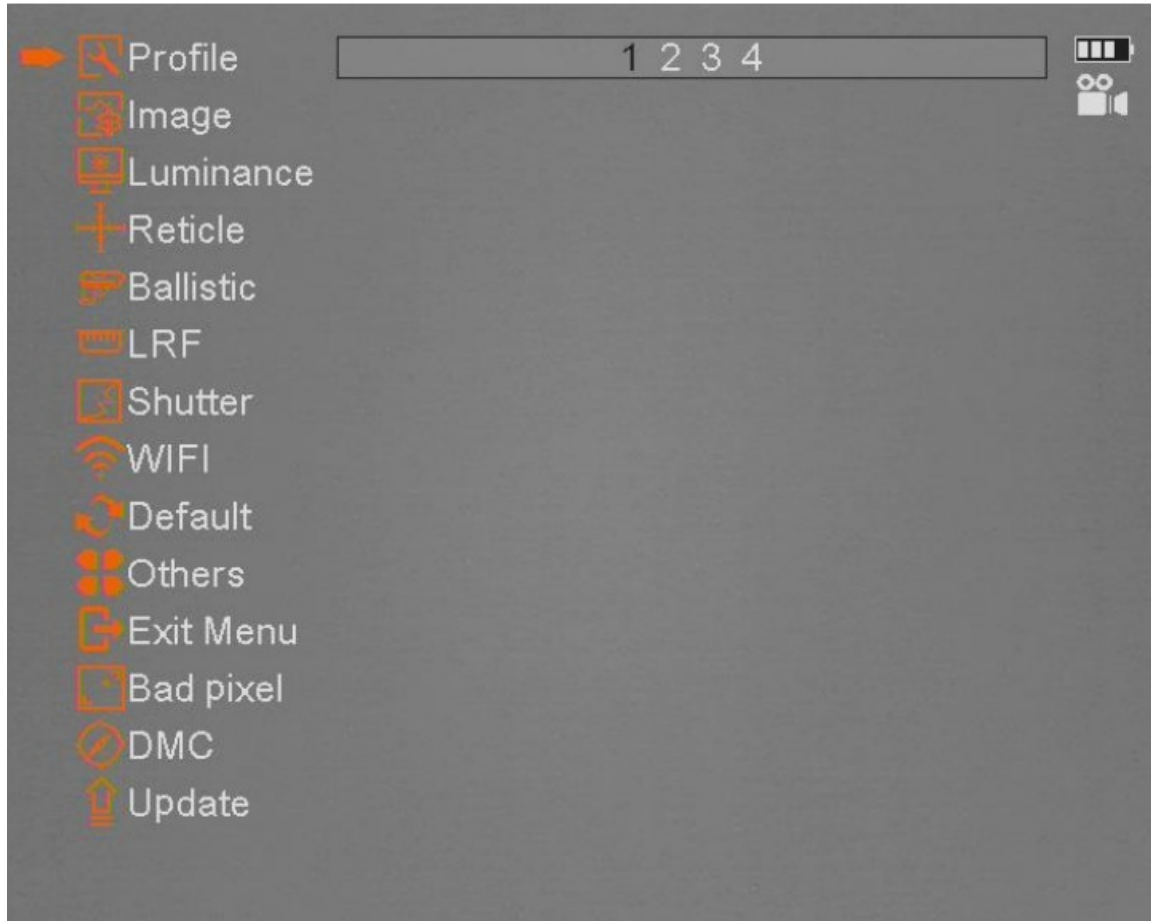 Profile 1 2 3 4
Image
Luminance
Reticle
Ballistic
LRF
Shutter
WIFI
Default
Others
Exit Menu
Bad pixel
DMC
Update